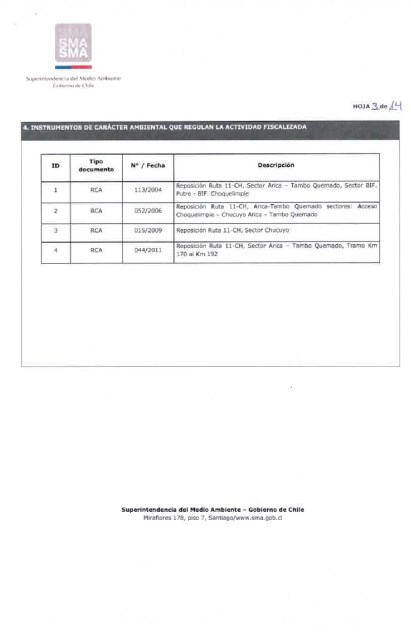 SMA
SMA
Superintendencia del Medio Ambiente
Gobierno de Chile
HOJA 3 de 14
4. INSTRUMENTOS DE CARÁCTER AMBIENTAL QUE REGULAN LA ACTIVIDAD FISCALIZADA
ID Tipo documento N° / Fecha Descripción
1 RCA 113/2004 Reposición Ruta 11-CH, Sector Arica – Tambo Quemado, Sector BIF.
Putre - BIF. Choquelimpie
2 RCA 052/2006 Reposición Ruta 11-CH, Arica-Tambo Quemado sectores: Acceso
Choquelimpie – Chucuyo Arica – Tambo Quemado
3 RCA 015/2009 Reposición Ruta 11-CH, Sector Chucuyo
4 RCA 044/2011 Reposición Ruta 11-CH, Sector Arica – Tambo Quemado, Tramo Km
170 al Km 192
Superintendencia del Medio Ambiente – Gobierno de Chile
Miraflores 178, piso 7, Santiago/www.sma.gob.cl